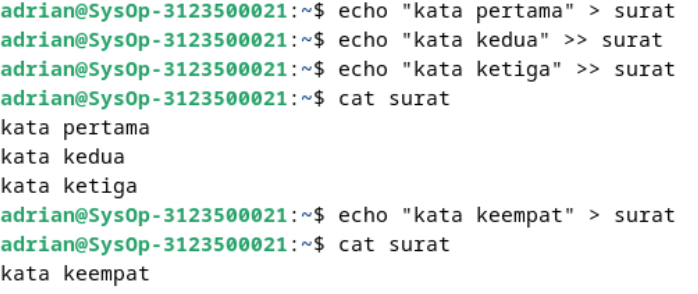 adrian@SysOp-3123500021:~$ echo "kata pertama" > surat
adrian@SysOp-3123500021:~$ echo "kata kedua" >> surat
adrian@SysOp-3123500021:~$ echo "kata ketiga" >> surat
adrian@SysOp-3123500021:~$ cat surat
kata pertama
kata kedua
kata ketiga
adrian@SysOp-3123500021:~$ echo "kata keempat" > surat
adrian@SysOp-3123500021:~$ cat surat
kata keempat